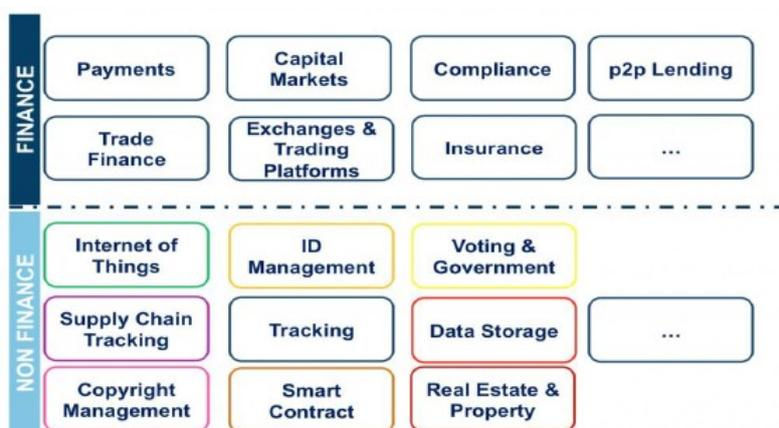 FINANCE
Payments
Capital
Markets
Compliance
p2p Lending
Trade
Finance
Exchanges &
Trading
Platforms
Insurance
...
NON FINANCE
Internet of
Things
ID
Management
Voting &
Government
Supply Chain
Tracking
Tracking
Data Storage
...
Copyright
Management
Smart
Contract
Real Estate &
Property